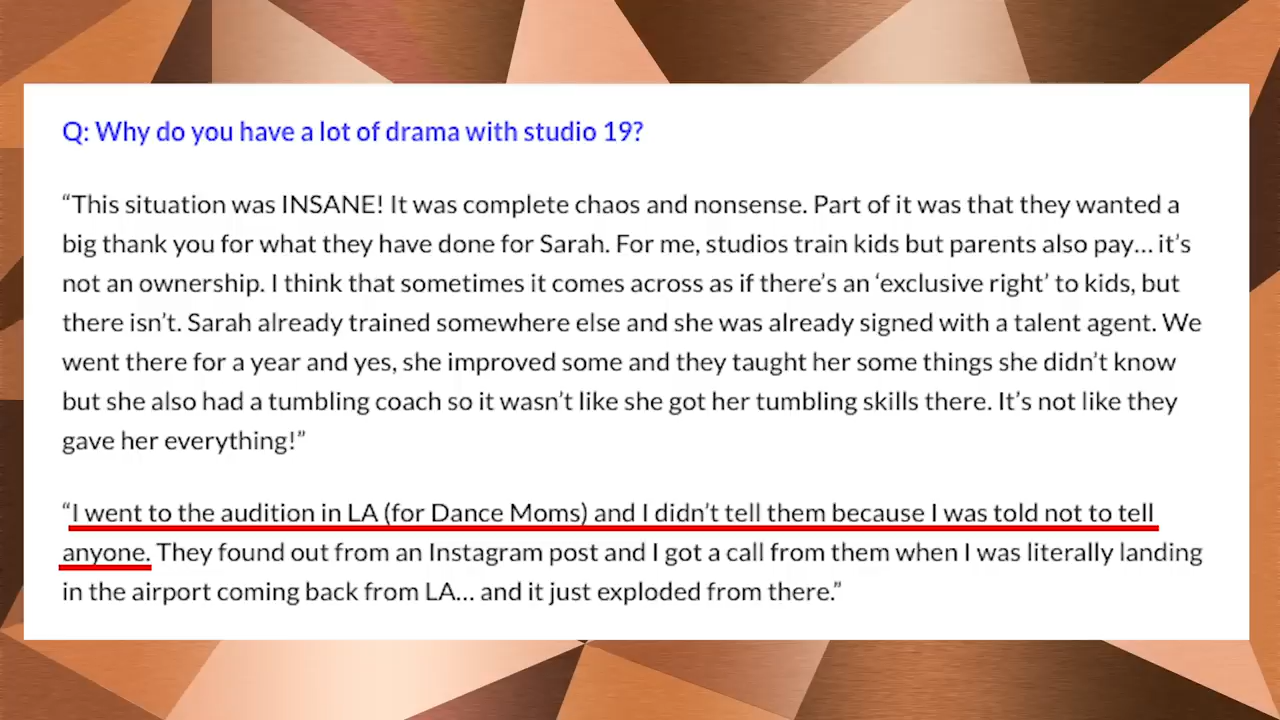 Q: Why do you have a lot of drama with studio 19?
“This situation was INSANE! It was complete chaos and nonsense. Part of it was that they wanted a
big thank you for what they have done for Sarah. For me, studios train kids but parents also pay… it’s
not an ownership. I think that sometimes it comes across as if there’s an ‘exclusive right’ to kids, but
there isn’t. Sarah already trained somewhere else and she was already signed with a talent agent. We
went there for a year and yes, she improved some and they taught her some things she didn’t know
but she also had a tumbling coach so it wasn’t like she got her tumbling skills there. It’s not like they
gave her everything!”
“I went to the audition in LA (for Dance Moms) and I didn’t tell them because I was told not to tell
anyone. They found out from an Instagram post and I got a call from them when I was literally landing
in the airport coming back from LA… and it just exploded from there.”